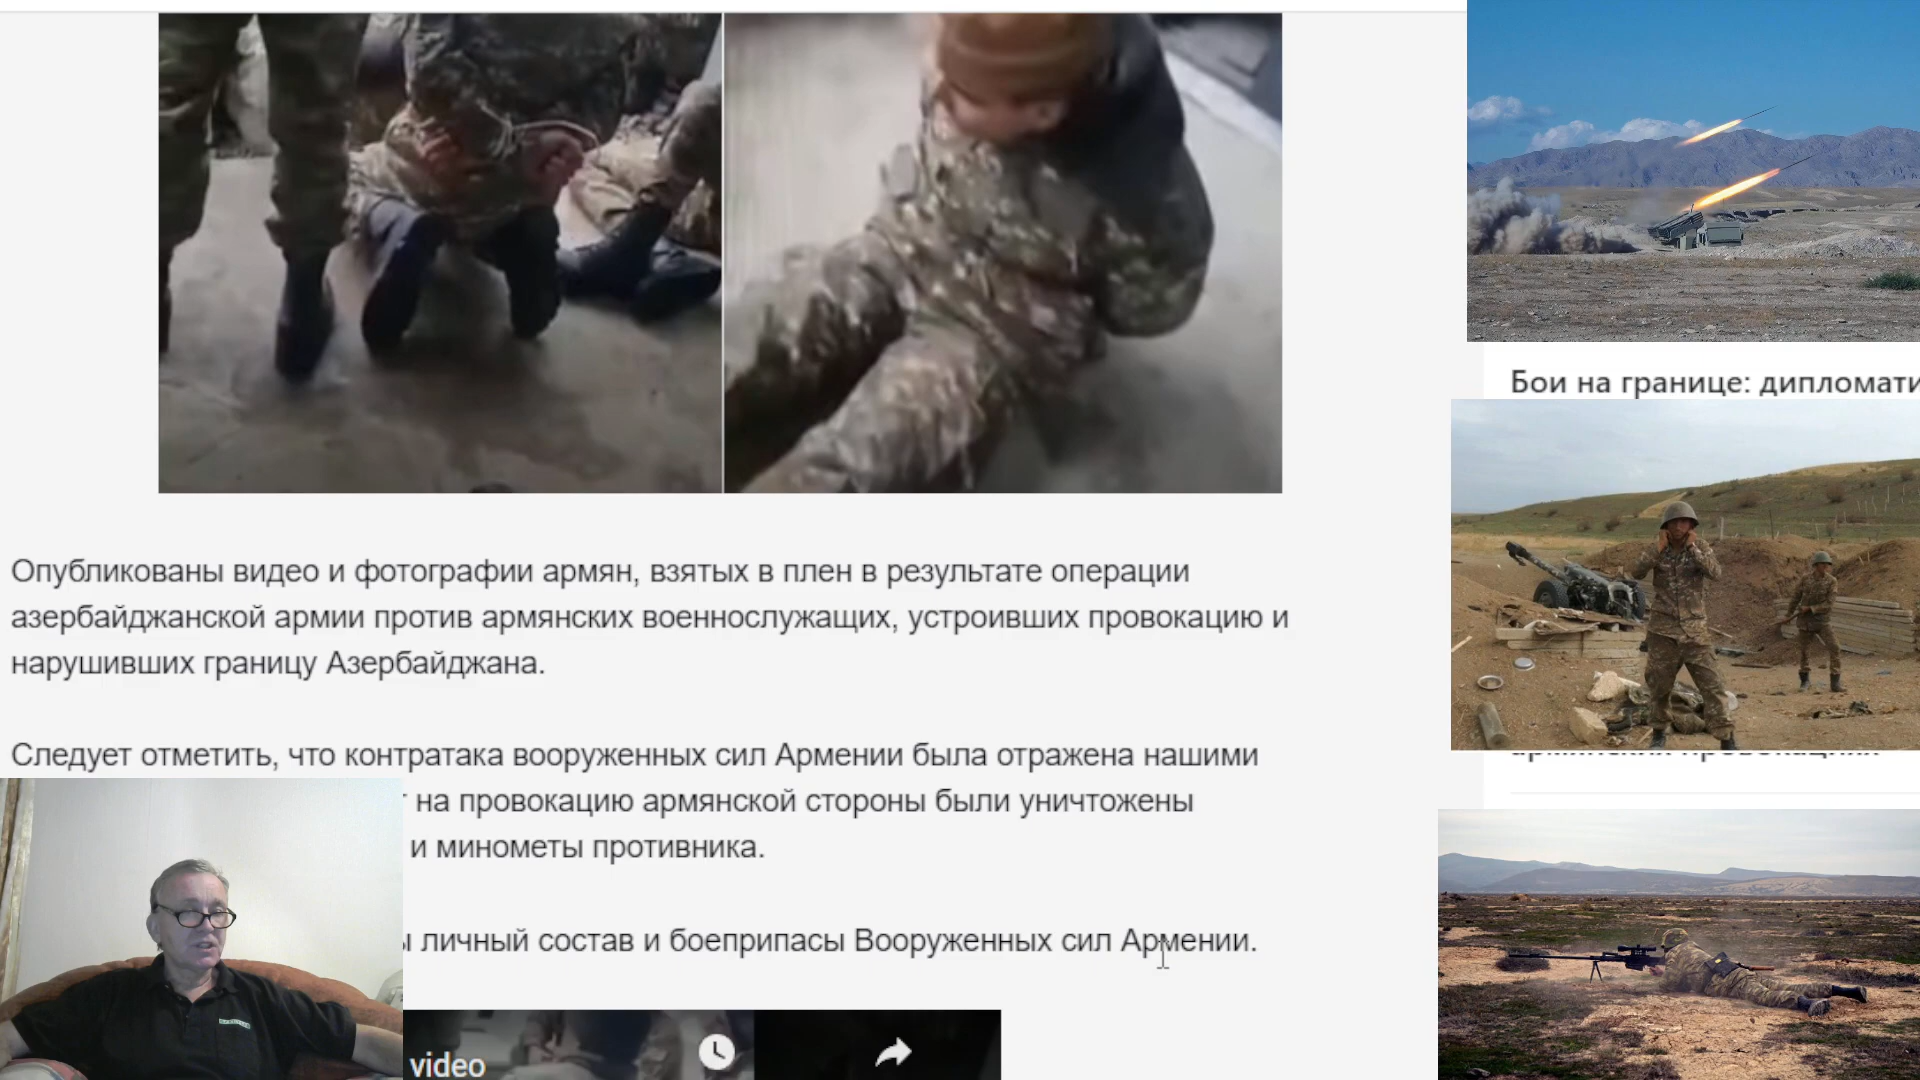 Бои на границе: дипломати
Опубликованы видео и фотографии армян, взятых в плен в результате операции
азербайджанской армии против армянских военнослужащих, устроивших провокацию и
нарушивших границу Азербайджана.
Следует отметить, что контратака вооруженных сил Армении была отражена нашими
на провокацию армянской стороны были уничтожены
и минометы противника.
личный состав и боеприпасы Вооруженных сил Армении.
video